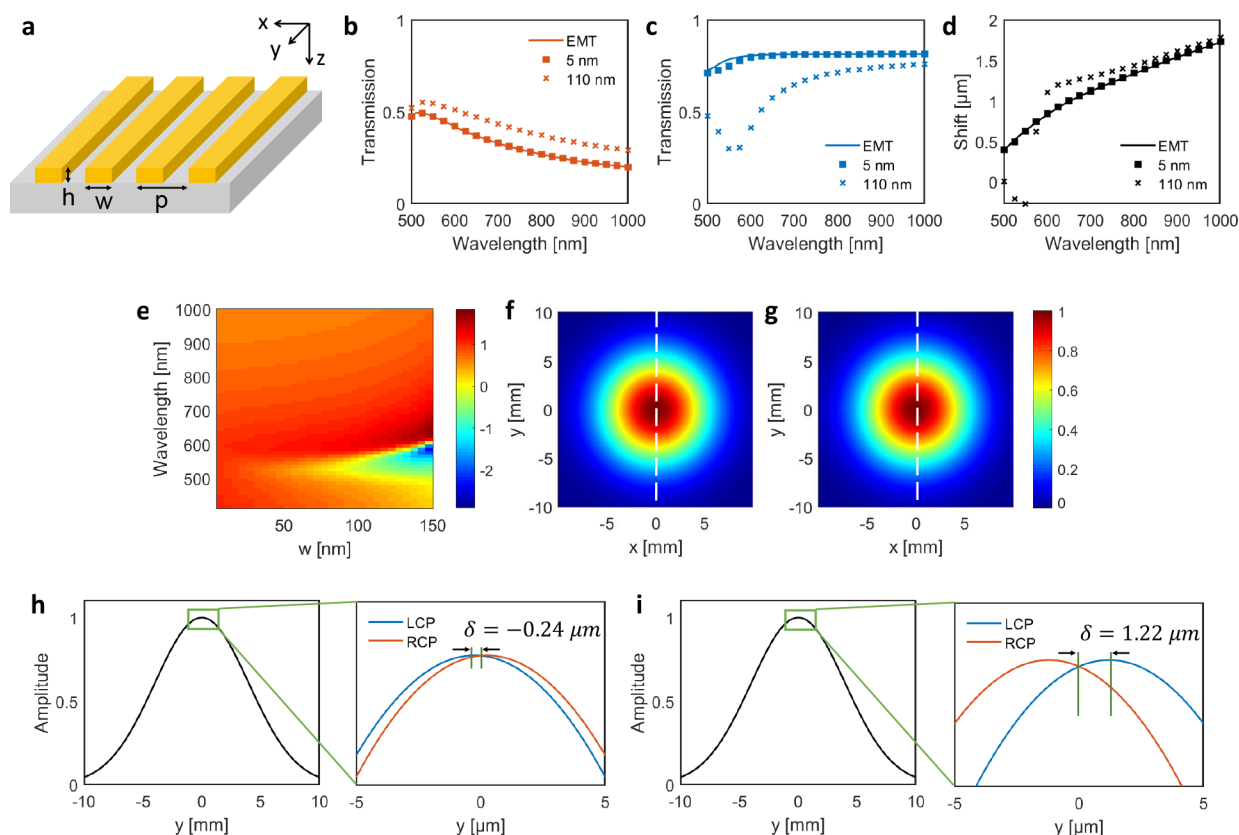 a
x
y
z
h
w
p
b
1
0.5
0
Transmission
EMT
5 nm
110 nm
500 600 700 800 900 1000
Wavelength [nm]
c
1
0.5
0
Transmission
EMT
5 nm
110 nm
500 600 700 800 900 1000
Wavelength [nm]
d
2
1.5
1
0.5
0
Shift [µm]
EMT
5 nm
110 nm
500 600 700 800 900 1000
Wavelength [nm]
e
1000
900
800
700
600
500
Wavelength [nm]
50 100 150
w [nm]
1
0
-1
-2
f
10
5
0
-5
-10
y [mm]
-5 0 5
x [mm]
g
10
5
0
-5
-10
y [mm]
-5 0 5
x [mm]
1
0.8
0.6
0.4
0.2
0
h
1
0.5
0
Amplitude
-10 -5 0 5 10
y [mm]
LCP
RCP
δ = −0.24 μm
-5 0 5
y [µm]
i
1
0.5
0
Amplitude
-10 -5 0 5 10
y [mm]
LCP
RCP
δ = 1.22 μm
-5 0 5
y [µm]